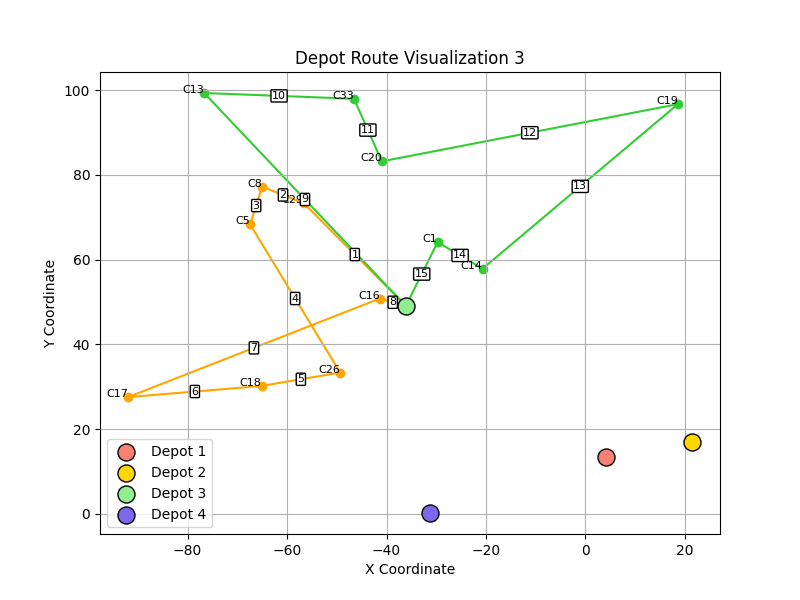 Depot Route Visualization 3
Y Coordinate
100
80
60
40
20
0
C13
10
C33
11
C20
12
C19
13
C8
2
9
3
C5
1
C1
14
C14
15
C16
8
4
7
C26
5
C18
6
C17
Depot 1
Depot 2
Depot 3
Depot 4
−80
−60
−40
−20
0
20
X Coordinate